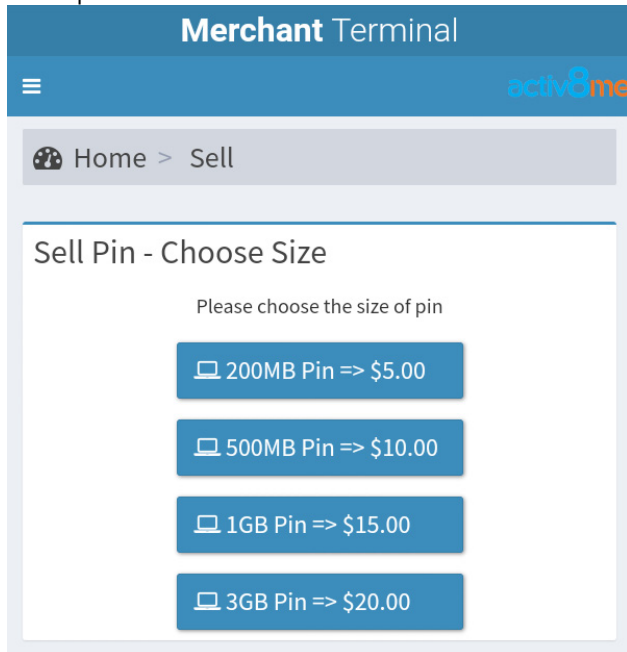 Merchant Terminal
activ8me
Home > Sell
Sell Pin - Choose Size
Please choose the size of pin
200MB Pin => $5.00
500MB Pin => $10.00
1GB Pin => $15.00
3GB Pin => $20.00